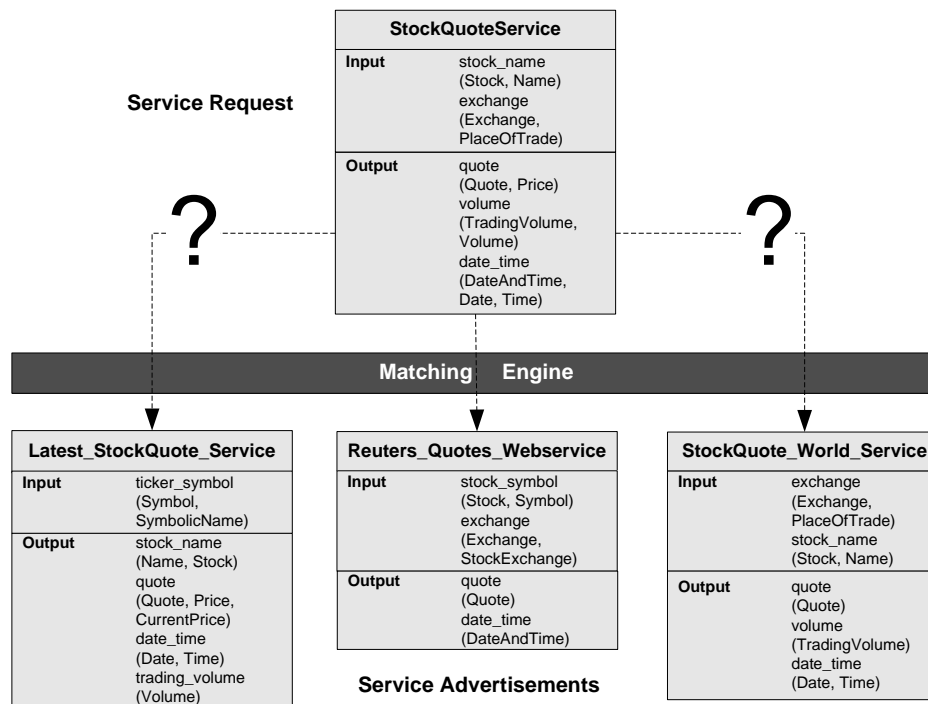 StockQuoteService
Input stock_name
(Stock, Name)
exchange
(Exchange,
PlaceOfTrade)
Service Request
Output quote
(Quote, Price)
volume
(TradingVolume,
Volume)
date_time
(DateAndTime,
Date, Time)
?
?
Matching Engine
Latest_StockQuote_Service
Input ticker_symbol
(Symbol,
SymbolicName)
Output stock_name
(Name, Stock)
quote
(Quote, Price,
CurrentPrice)
date_time
(Date, Time)
trading_volume
(Volume)
Reuters_Quotes_Webservice
Input stock_symbol
(Stock, Symbol)
exchange
(Exchange,
StockExchange)
Output quote
(Quote)
date_time
(DateAndTime)
StockQuote_World_Service
Input exchange
(Exchange,
PlaceOfTrade)
stock_name
(Stock, Name)
Output quote
(Quote)
volume
(TradingVolume)
date_time
(Date, Time)
Service Advertisements